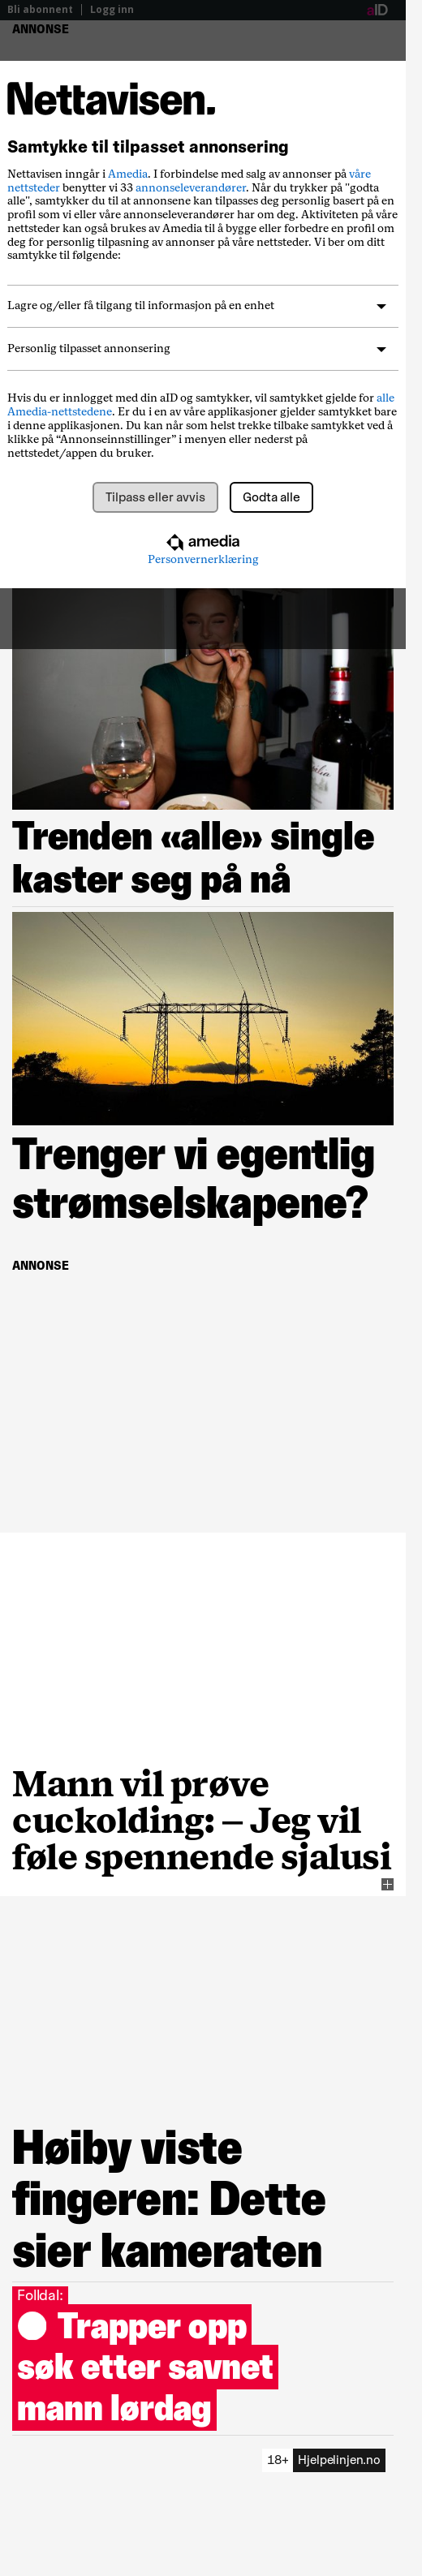 Bli abonnent | Logg inn aID
ANNONSE
Nettavisen.
Samtykke til tilpasset annonsering
Nettavisen inngår i Amedia. I forbindelse med salg av annonser på våre
nettsteder benytter vi 33 annonseleverandører. Når du trykker på "godta
alle", samtykker du til at annonsene kan tilpasses deg personlig basert på en
profil som vi eller våre annonseleverandører har om deg. Aktiviteten på våre
nettsteder kan også brukes av Amedia til å bygge eller forbedre en profil om
deg for personlig tilpasning av annonser på våre nettsteder. Vi ber om ditt
samtykke til følgende:
Lagre og/eller få tilgang til informasjon på en enhet
Personlig tilpasset annonsering
Hvis du er innlogget med din aID og samtykker, vil samtykket gjelde for alle
Amedia-nettstedene. Er du i en av våre applikasjoner gjelder samtykket bare
i denne applikasjonen. Du kan når som helst trekke tilbake samtykket ved å
klikke på “Annonseinnstillinger” i menyen eller nederst på
nettstedet/appen du bruker.
Tilpass eller avvis Godta alle
amedia
Personvernerklæring
Trenden «alle» single
kaster seg på nå
Trenger vi egentlig
strømselskapene?
ANNONSE
Mann vil prøve
cuckolding: – Jeg vil
føle spennende sjalusi
Høiby viste
fingeren: Dette
sier kameraten
Folldal:
Trapper opp
søk etter savnet
mann lørdag
18+ Hjelpelinjen.no